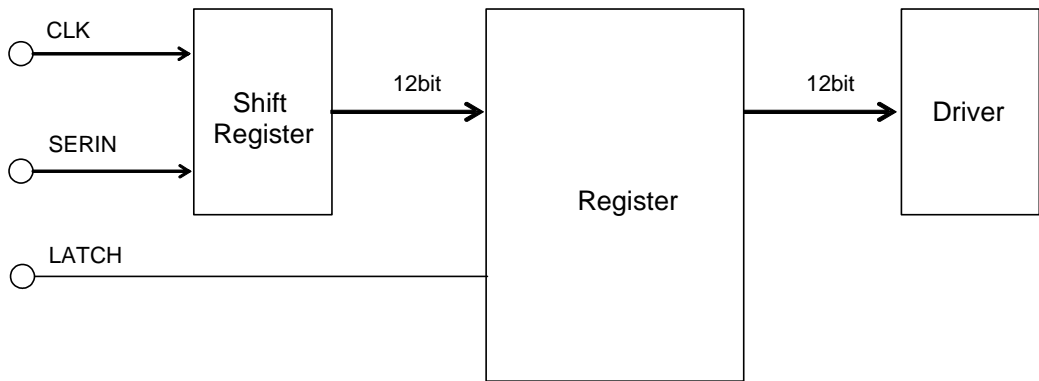 CLK
SERIN
LATCH
Shift
Register
12bit
Register
12bit
Driver